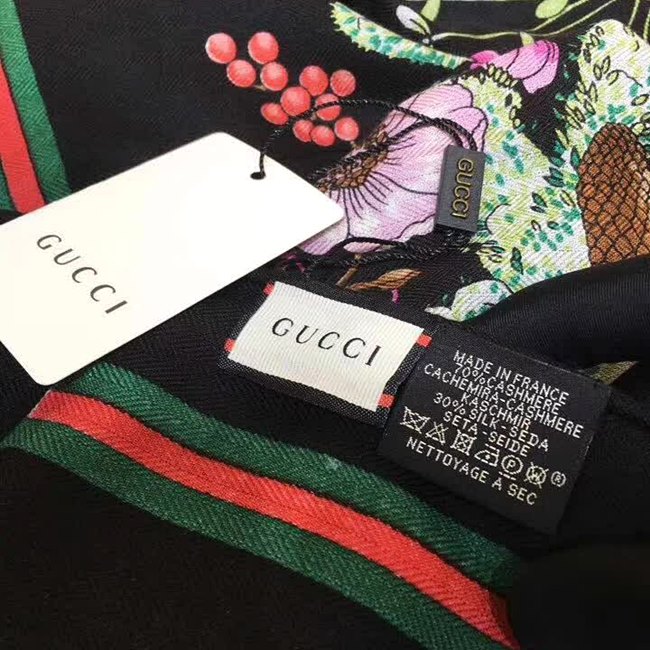 GUCCI
GUCCI
GUCCI
MADE IN FRANCE
70%CASHMERE
CACHEMIRA-CASHMERE
KASCHMIR
30%SILK-SEDA
SETA-SEIDE
NETTOYAGE A SEC